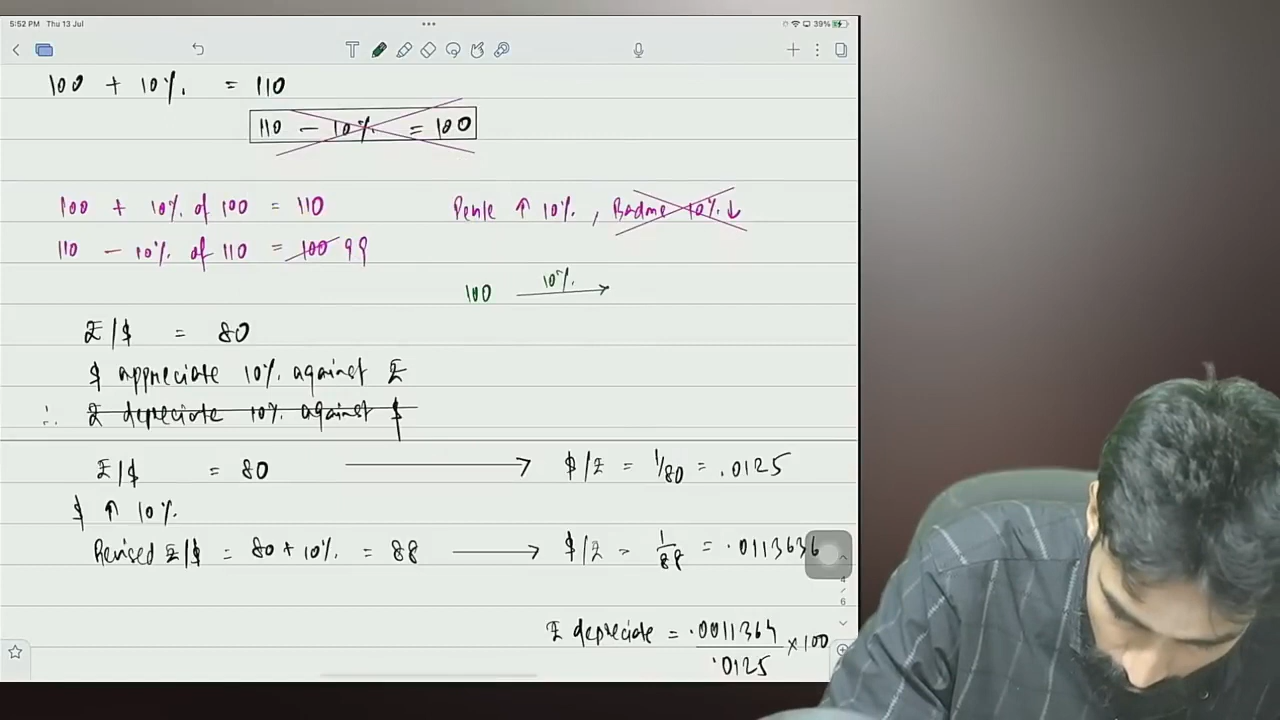 5:52 PM Thu 13 Jul
39%
100 + 10% = 110
110 - 10% = 100
100 + 10% of 100 = 110
110 - 10% of 110 = 100 99
Penle ↑ 10%, Badme 10% ↓
100 10% →
₹/$ = 80
$ appreciate 10% against ₹
∴ ₹ depreciate 10% against $
₹/$ = 80 → $/₹ = 1/80 = .0125
$ ↑ 10%
Revised ₹/$ = 80 + 10% = 88 → $/₹ = 1/88 = .0113636
₹ depreciate = .0011364 / .0125 × 100
4
/
6